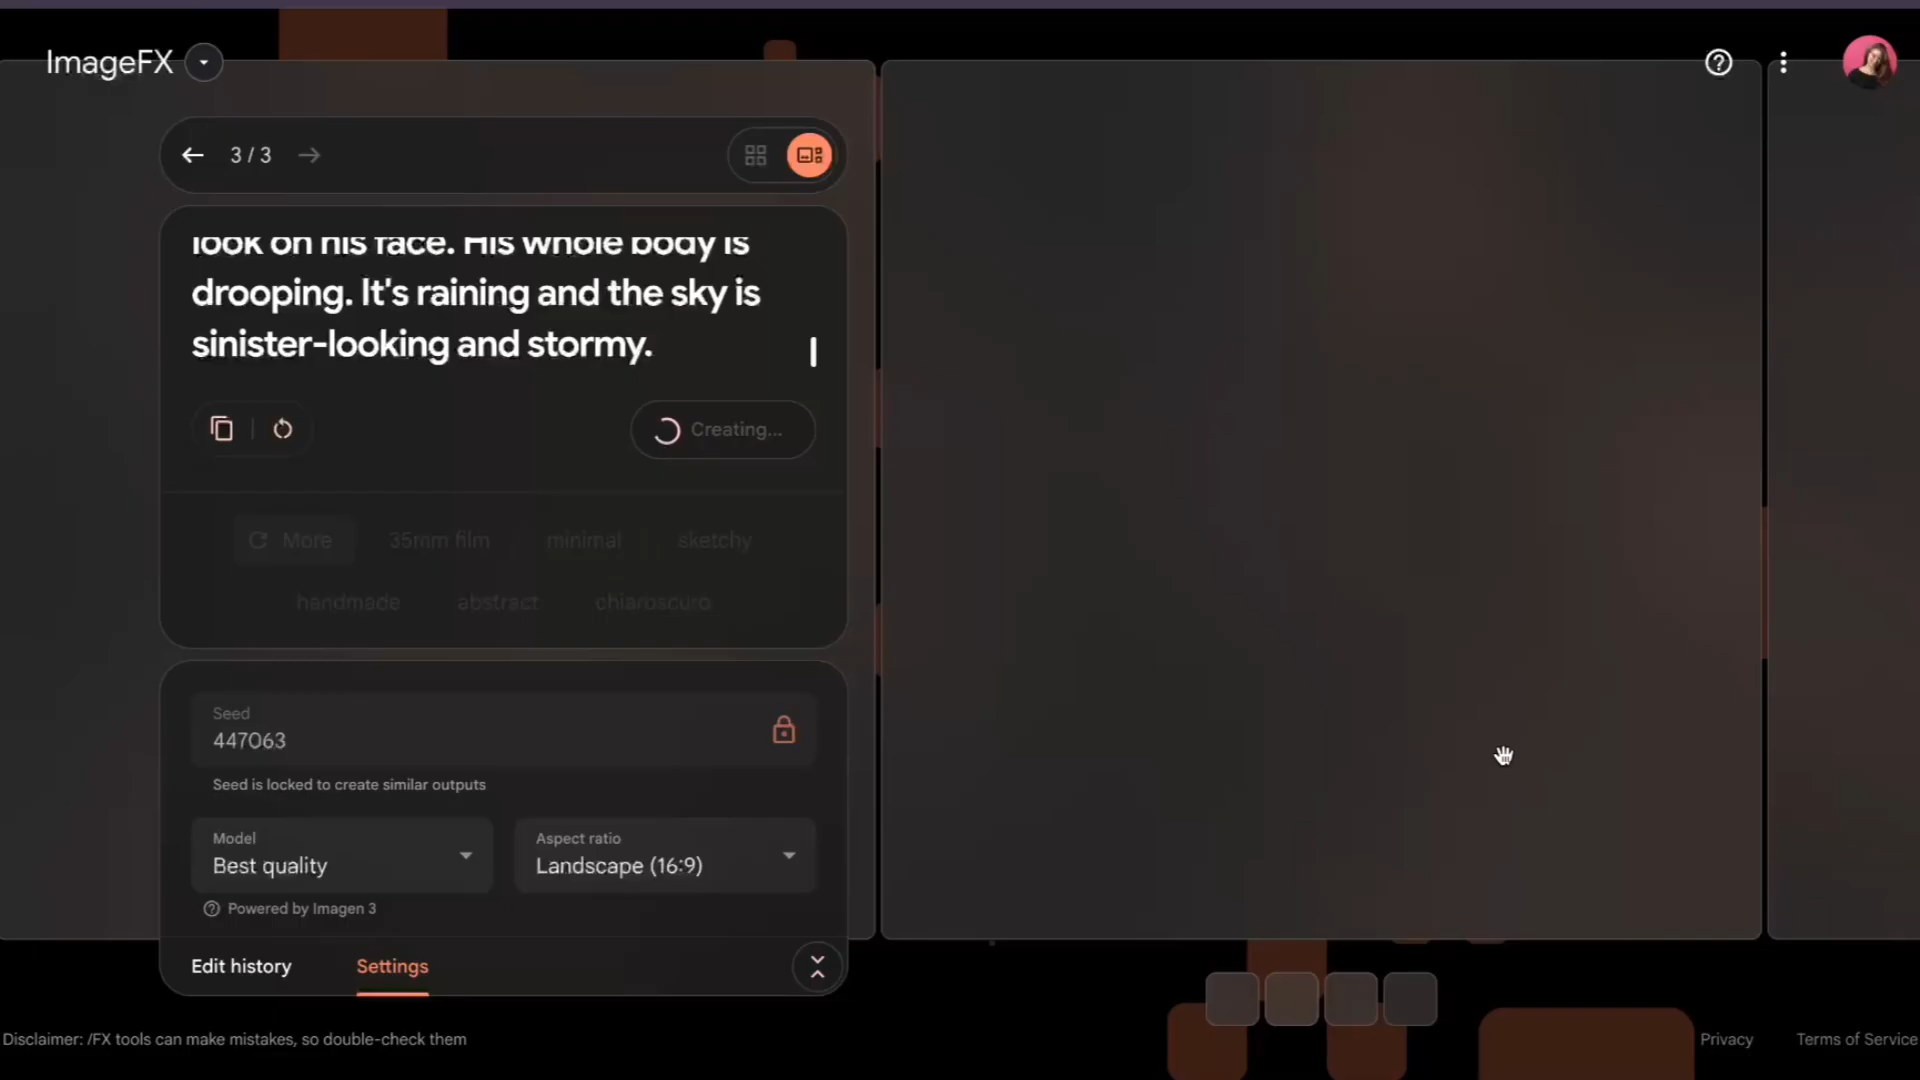 ImageFX
3 / 3
look on his face. His whole body is
drooping. It's raining and the sky is
sinister-looking and stormy.
Creating...
More
35mm film
minimal
sketchy
handmade
abstract
chiaroscuro
Seed
447063
Seed is locked to create similar outputs
Model
Best quality
Aspect ratio
Landscape (16:9)
Powered by Imagen 3
Edit history
Settings
Disclaimer: /FX tools can make mistakes, so double-check them
Privacy
Terms of Service